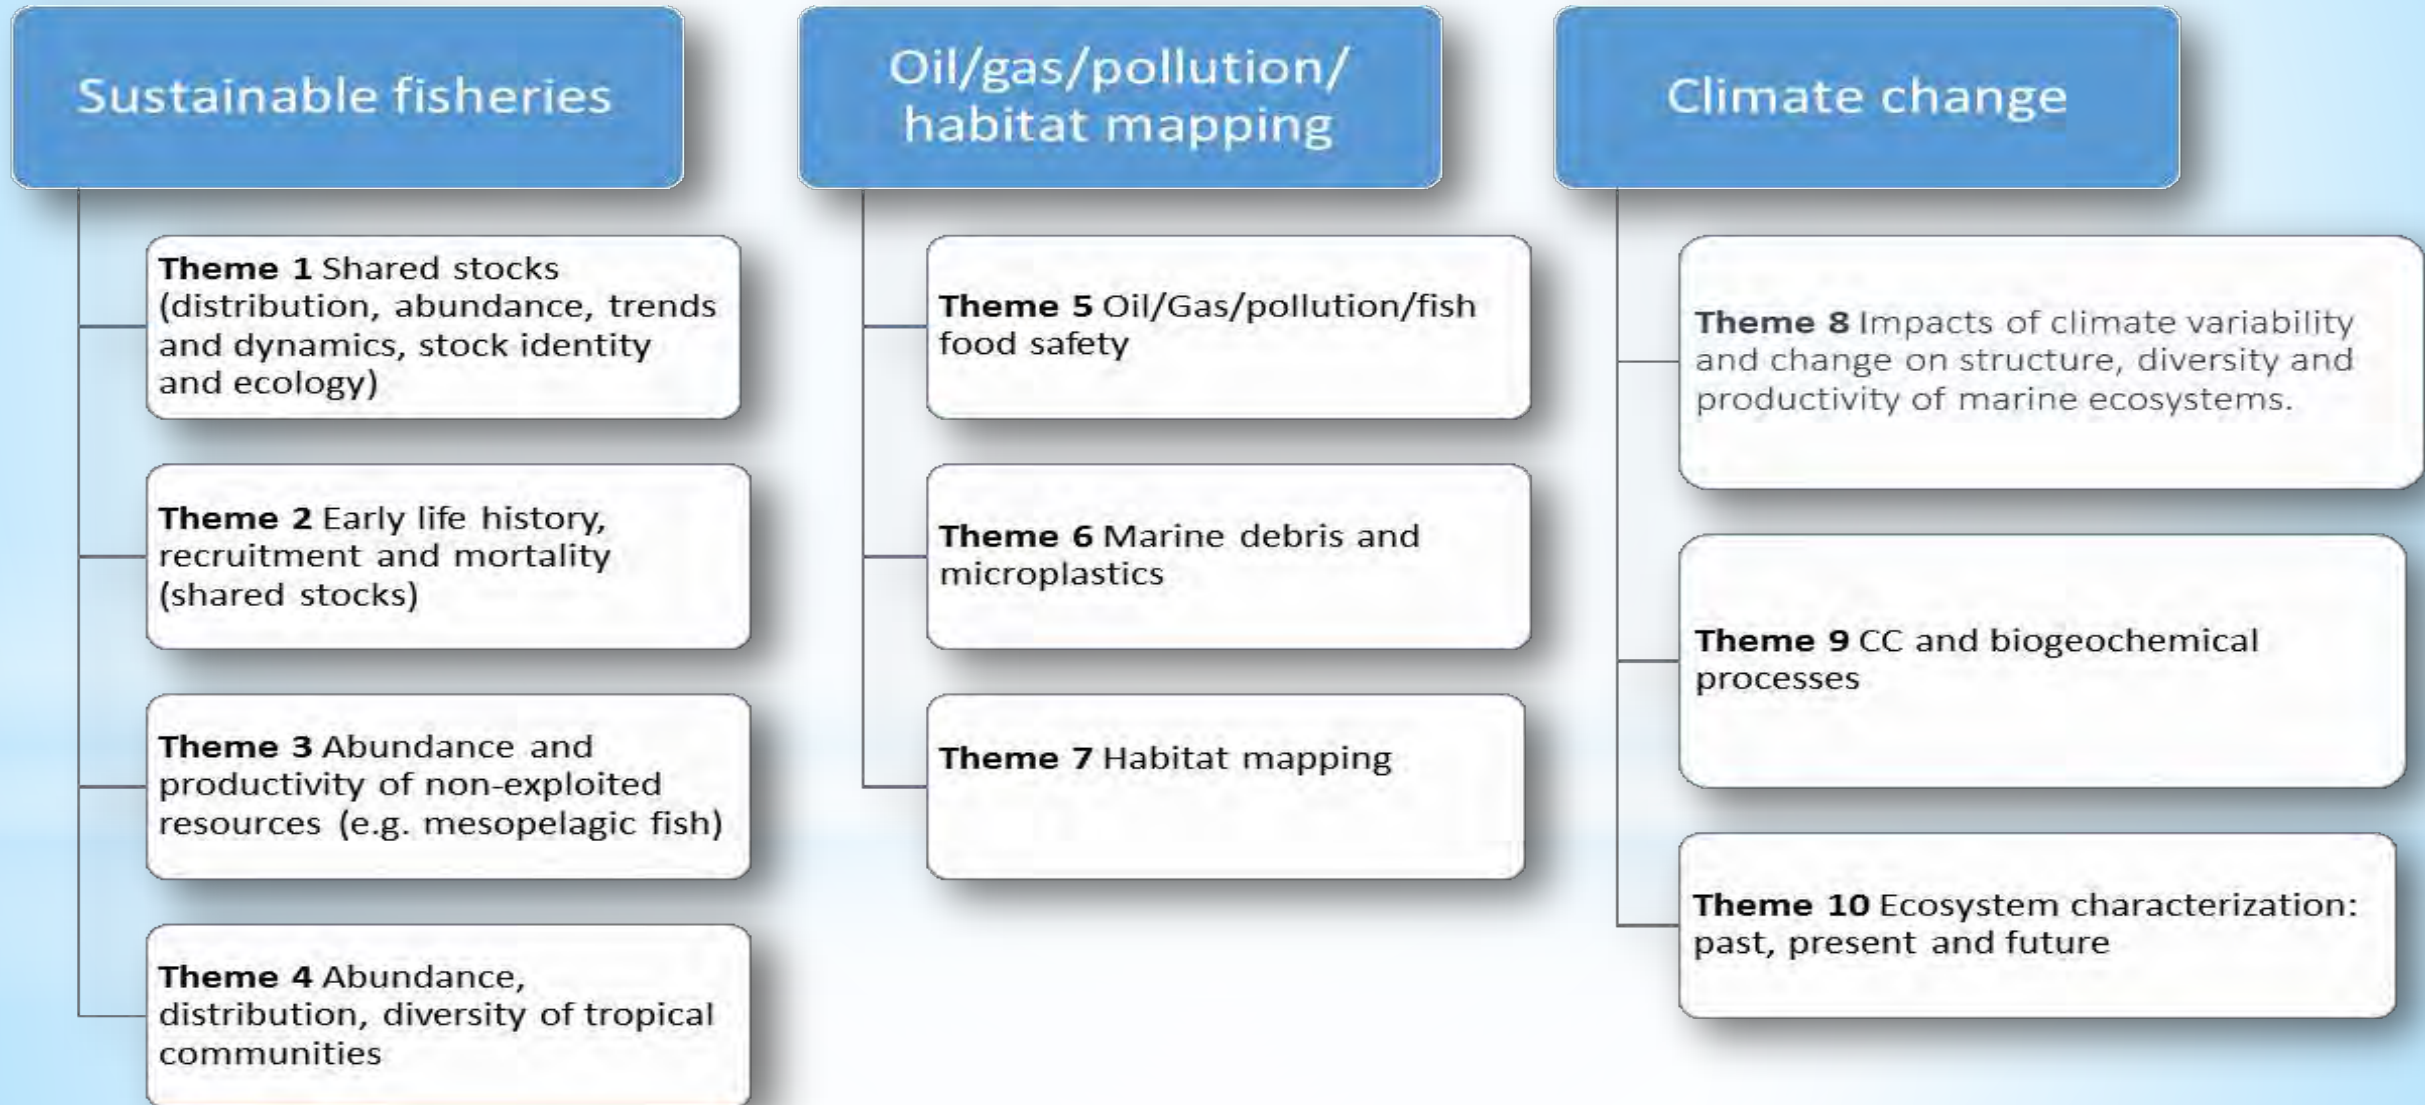 Sustainable fisheries
Theme 1 Shared stocks
(distribution, abundance, trends
and dynamics, stock identity
and ecology)
Theme 2 Early life history,
recruitment and mortality
(shared stocks)
Theme 3 Abundance and
productivity of non-exploited
resources (e.g. mesopelagic fish)
Theme 4 Abundance,
distribution, diversity of tropical
communities
Oil/gas/pollution/
habitat mapping
Theme 5 Oil/Gas/pollution/fish
food safety
Theme 6 Marine debris and
microplastics
Theme 7 Habitat mapping
Climate change
Theme 8 Impacts of climate variability
and change on structure, diversity and
productivity of marine ecosystems.
Theme 9 CC and biogeochemical
processes
Theme 10 Ecosystem characterization:
past, present and future